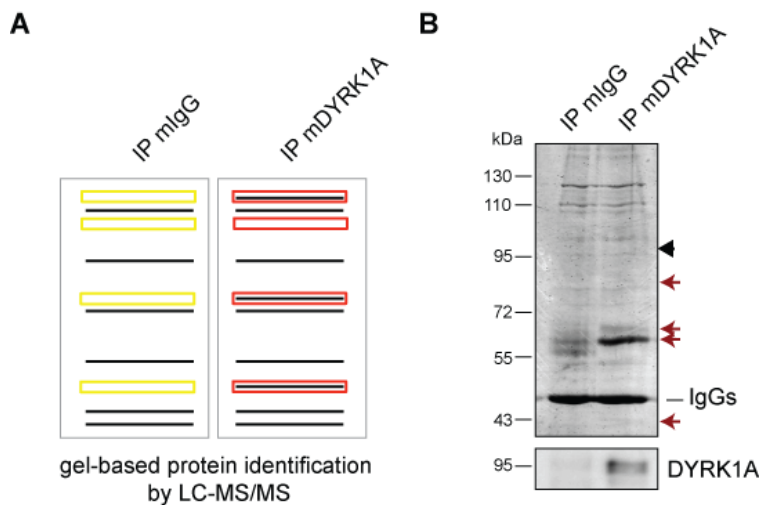 A
IP mIgG
IP mDYRK1A
gel-based protein identification
by LC-MS/MS
B
IP mIgG
IP mDYRK1A
kDa
130
110
95
72
55
43
IgGs
95
DYRK1A